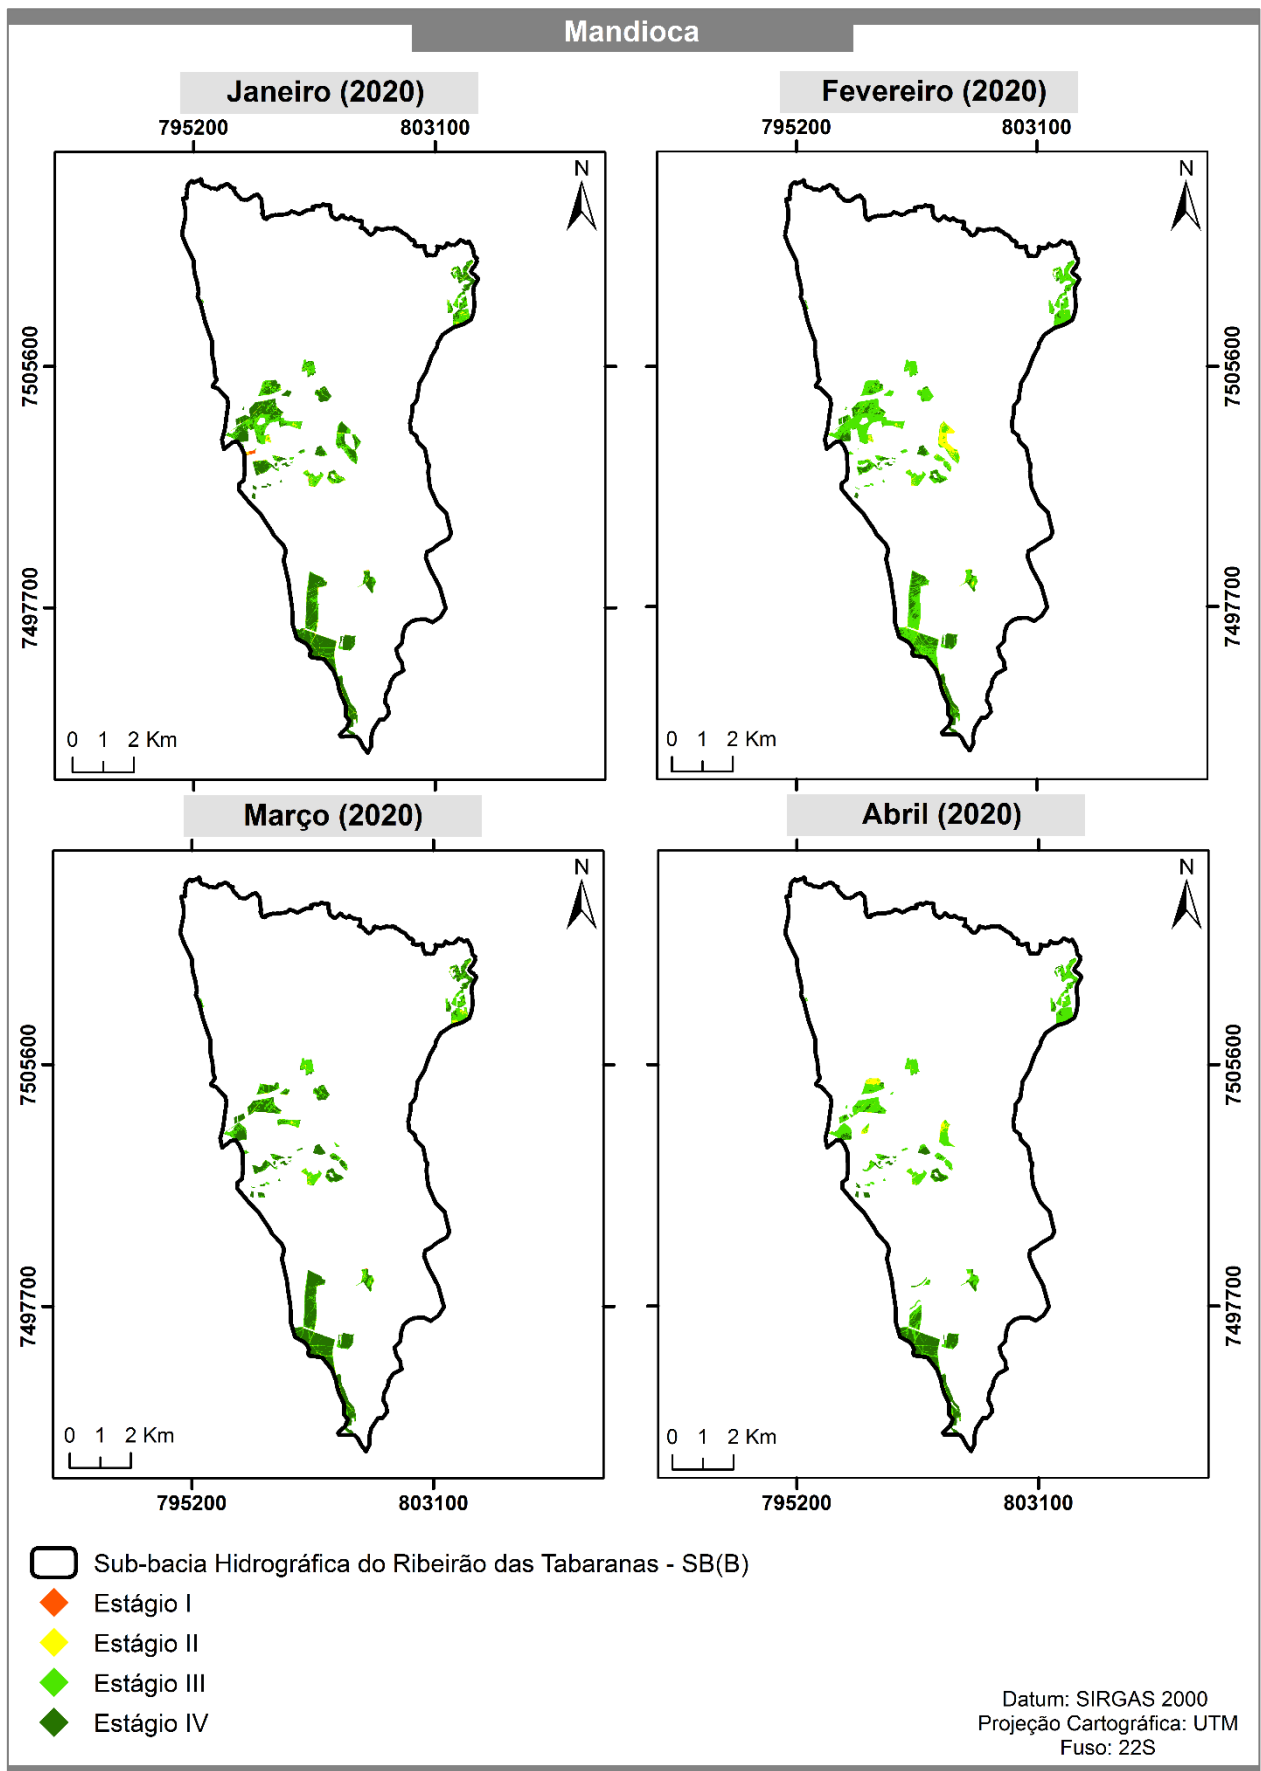 Mandioca
Janeiro (2020)
Fevereiro (2020)
795200
803100
795200
803100
N
N
7505600
7505600
7497700
7497700
0 1 2 Km
0 1 2 Km
Março (2020)
Abril (2020)
N
N
7505600
7505600
7497700
7497700
0 1 2 Km
0 1 2 Km
795200
803100
795200
803100
Sub-bacia Hidrográfica do Ribeirão das Tabaranas - SB(B)
Estágio I
Estágio II
Estágio III
Estágio IV
Datum: SIRGAS 2000
Projeção Cartográfica: UTM
Fuso: 22S